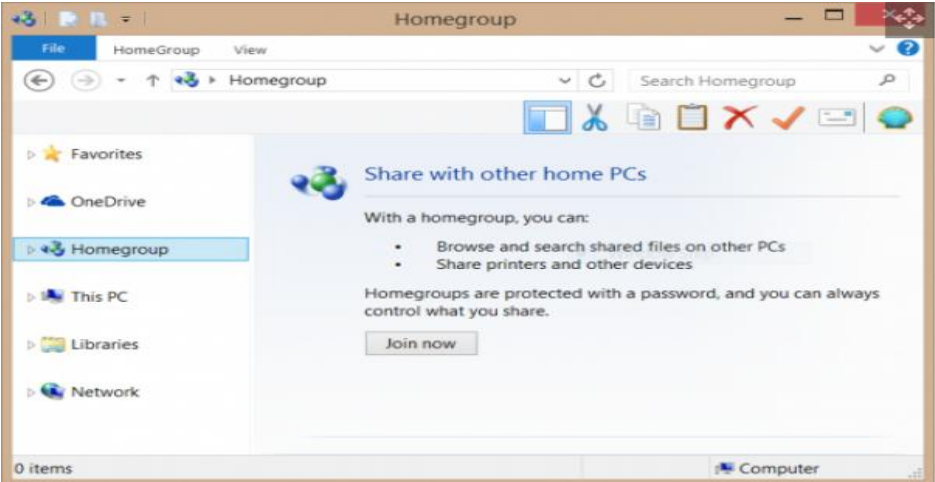 Homegroup
File HomeGroup View
Homegroup Search Homegroup
Favorites
OneDrive
Homegroup
This PC
Libraries
Network
Share with other home PCs
With a homegroup, you can:
• Browse and search shared files on other PCs
• Share printers and other devices
Homegroups are protected with a password, and you can always
control what you share.
Join now
0 items Computer